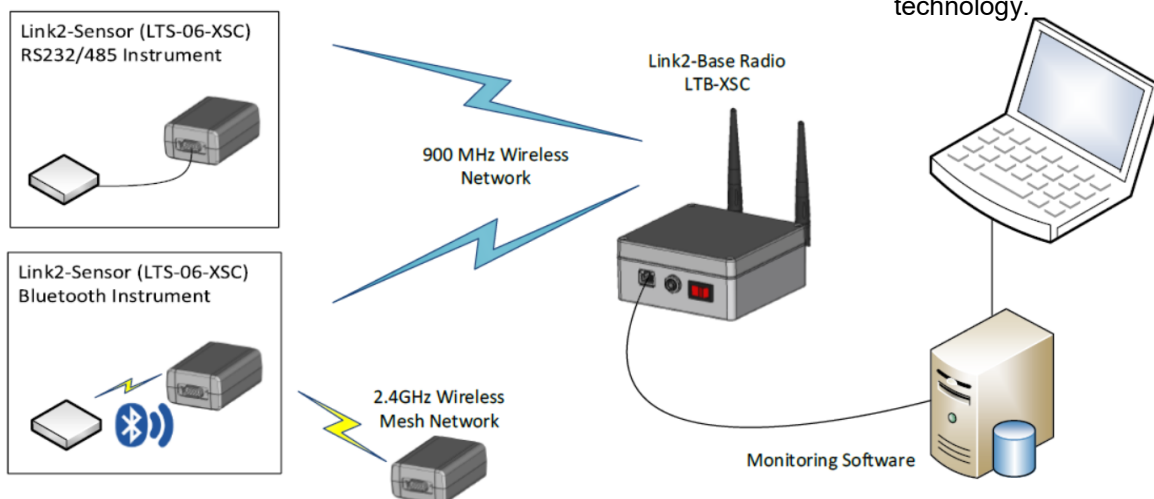 technology.
Link2-Sensor (LTS-06-XSC)
RS232/485 Instrument
Link2-Base Radio
LTB-XSC
900 MHz Wireless
Network
Link2-Sensor (LTS-06-XSC)
Bluetooth Instrument
2.4GHz Wireless
Mesh Network
Monitoring Software